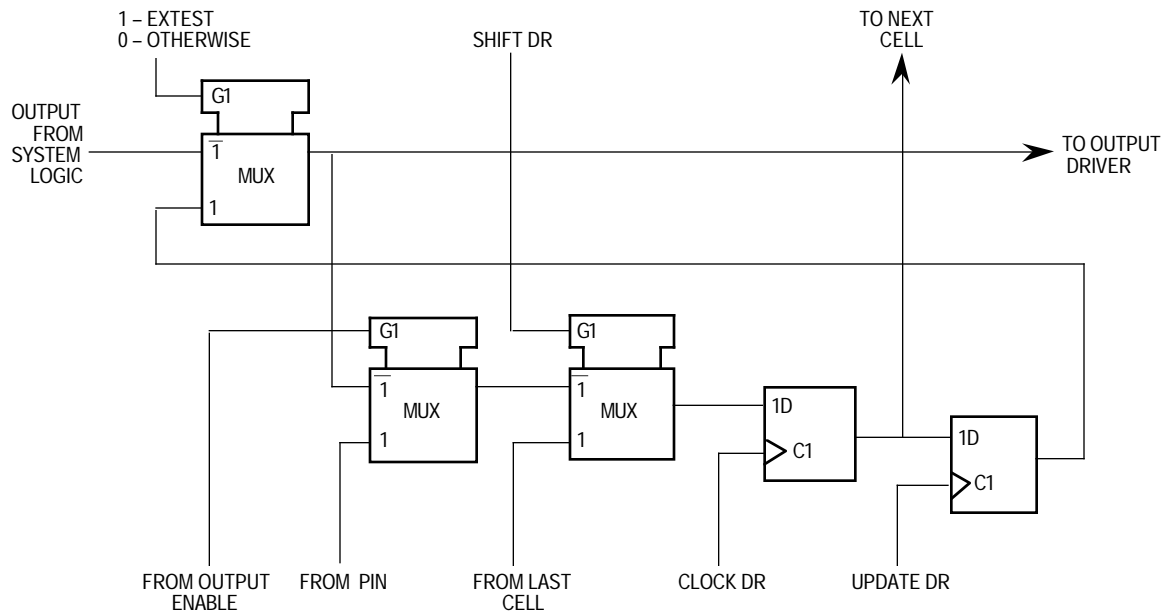 1 – EXTEST
0 – OTHERWISE
SHIFT DR
TO NEXT
CELL
G1
OUTPUT
FROM
SYSTEM
LOGIC
1
MUX
1
TO OUTPUT
DRIVER
G1
G1
1
MUX
1
1
MUX
1
1D
C1
1D
C1
FROM OUTPUT
ENABLE
FROM PIN
FROM LAST
CELL
CLOCK DR
UPDATE DR